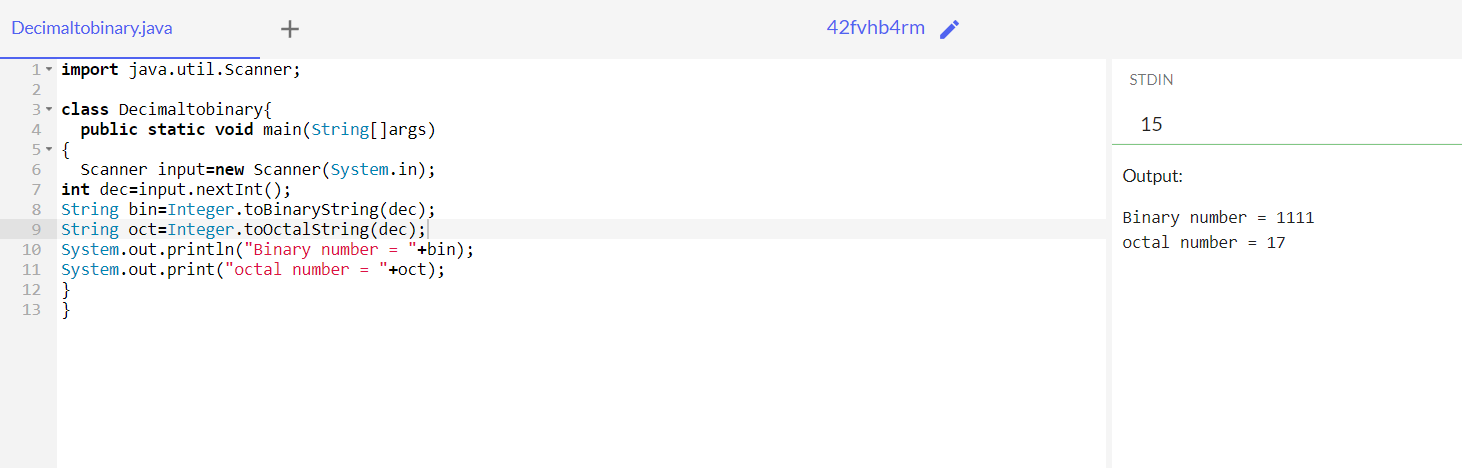 Decimaltobinary.java
42fvhb4rm
1 import java.util.Scanner;
2
3 class Decimaltobinary{
4   public static void main(String[]args)
5 {
6   Scanner input=new Scanner(System.in);
7 int dec=input.nextInt();
8 String bin=Integer.toBinaryString(dec);
9 String oct=Integer.toOctalString(dec);
10 System.out.println("Binary number = "+bin);
11 System.out.print("octal number = "+oct);
12 }
13 }
STDIN
15
Output:
Binary number = 1111
octal number = 17